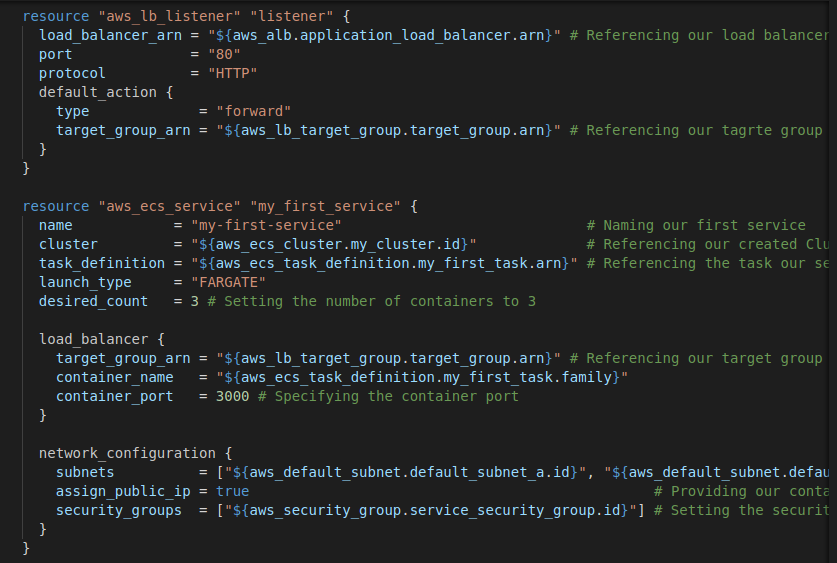 resource "aws_lb_listener" "listener" {
  load_balancer_arn = "${aws_alb.application_load_balancer.arn}" # Referencing our load balancer
  port              = "80"
  protocol          = "HTTP"
  default_action {
    type             = "forward"
    target_group_arn = "${aws_lb_target_group.target_group.arn}" # Referencing our tagrte group
  }
}

resource "aws_ecs_service" "my_first_service" {
  name            = "my-first-service"                             # Naming our first service
  cluster         = "${aws_ecs_cluster.my_cluster.id}"             # Referencing our created
  task_definition = "${aws_ecs_task_definition.my_first_task.arn}" # Referencing the task our
  launch_type     = "FARGATE"
  desired_count   = 3 # Setting the number of containers to 3

  load_balancer {
    target_group_arn = "${aws_lb_target_group.target_group.arn}" # Referencing our target group
    container_name   = "${aws_ecs_task_definition.my_first_task.family}"
    container_port   = 3000 # Specifying the container port
  }

  network_configuration {
    subnets          = ["${aws_default_subnet.default_subnet_a.id}", "${aws_default_subnet.defau
    assign_public_ip = true                                                # Providing our
    security_groups  = ["${aws_security_group.service_security_group.id}"] # Setting the
  }
}